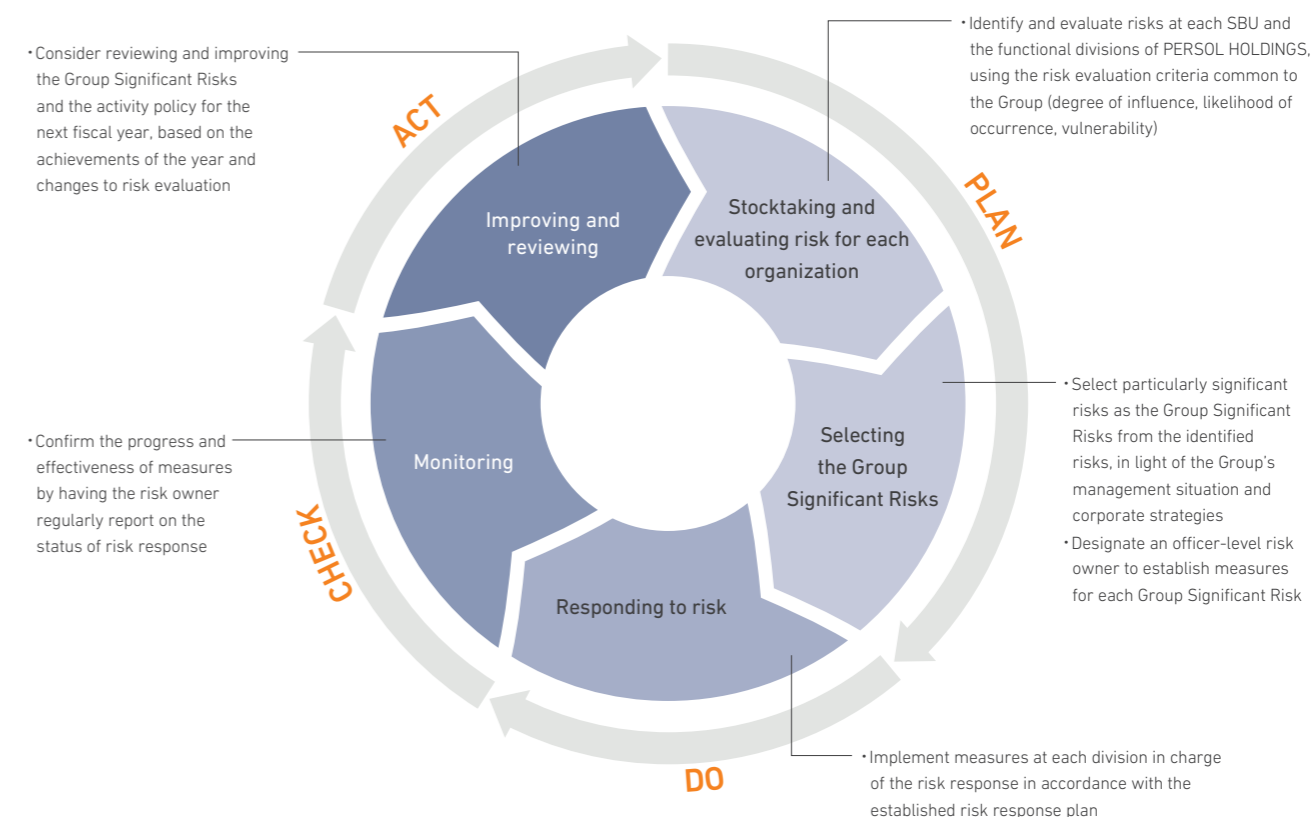 ・Identify and evaluate risks at each SBU and
the functional divisions of PERSOL HOLDINGS,
using the risk evaluation criteria common to
the Group (degree of influence, likelihood of
occurrence, vulnerability)
・Consider reviewing and improving
the Group Significant Risks
and the activity policy for the
next fiscal year, based on the
achievements of the year and
changes to risk evaluation
ACT
PLAN
Improving and
reviewing
Stocktaking and
evaluating risk for each
organization
・Select particularly significant
risks as the Group Significant
Risks from the identified
risks, in light of the Group's
management situation and
corporate strategies
・Designate an officer-level risk
owner to establish measures
for each Group Significant Risk
Selecting
the Group
Significant Risks
・Confirm the progress and
effectiveness of measures
by having the risk owner
regularly report on the
status of risk response
Monitoring
CHECK
Responding to risk
DO
・Implement measures at each division in charge
of the risk response in accordance with the
established risk response plan